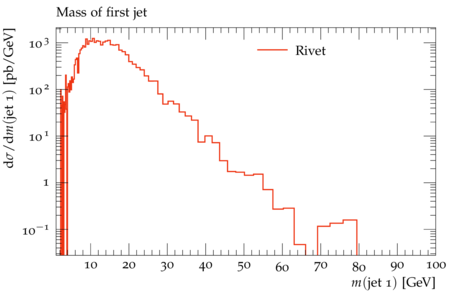 Mass of first jet
dσ/dm(jet 1) [pb/GeV]
10³
10²
10¹
1
10⁻¹
Rivet
10 20 30 40 50 60 70 80 90 100
m(jet 1) [GeV]